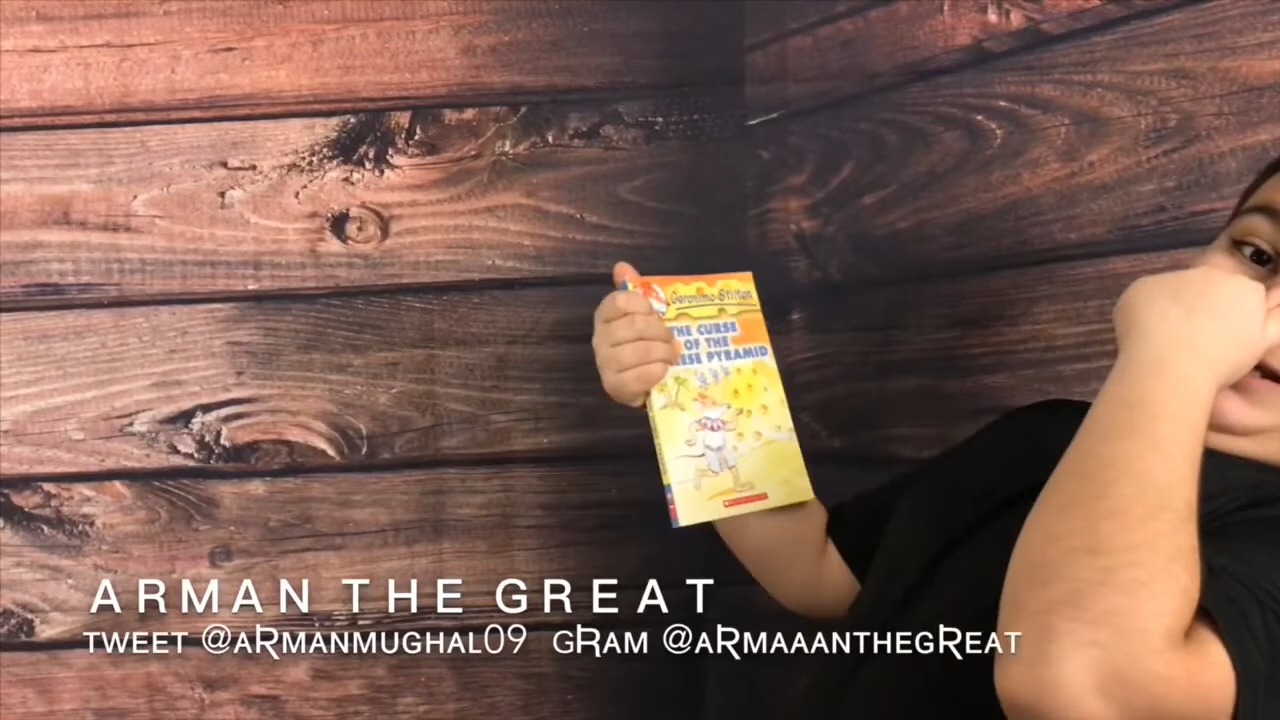 Geronimo Stilton
THE CURSE
OF THE
PYRAMID
ARMAN THE GREAT
TWEET @aRMANMUGHAL09 GRAM @aRMAAANTHEGREAT